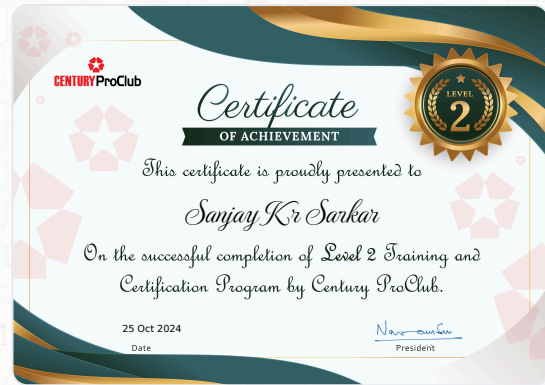 CENTURY ProClub
LEVEL
2
Certificate
OF ACHIEVEMENT
This certificate is proudly presented to
Sanjay Kr Sarkar
On the successful completion of Level 2 Training and
Certification Program by Century ProClub.
25 Oct 2024
Date
President